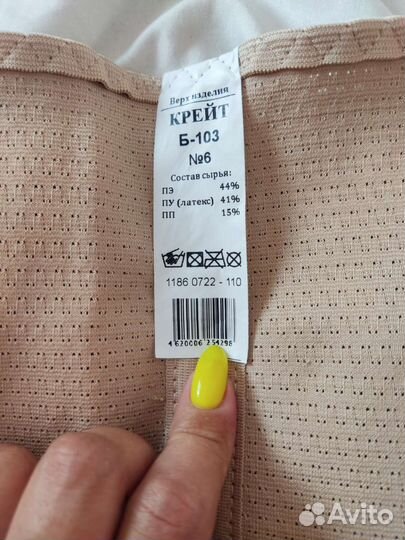 Верх изделия
КРЕЙТ
Б-103
№6
Состав сырья:
ПЭ 44%
ПУ (латекс) 41%
ПП 15%
1186 0722 - 110
4 620006 254298
Avito